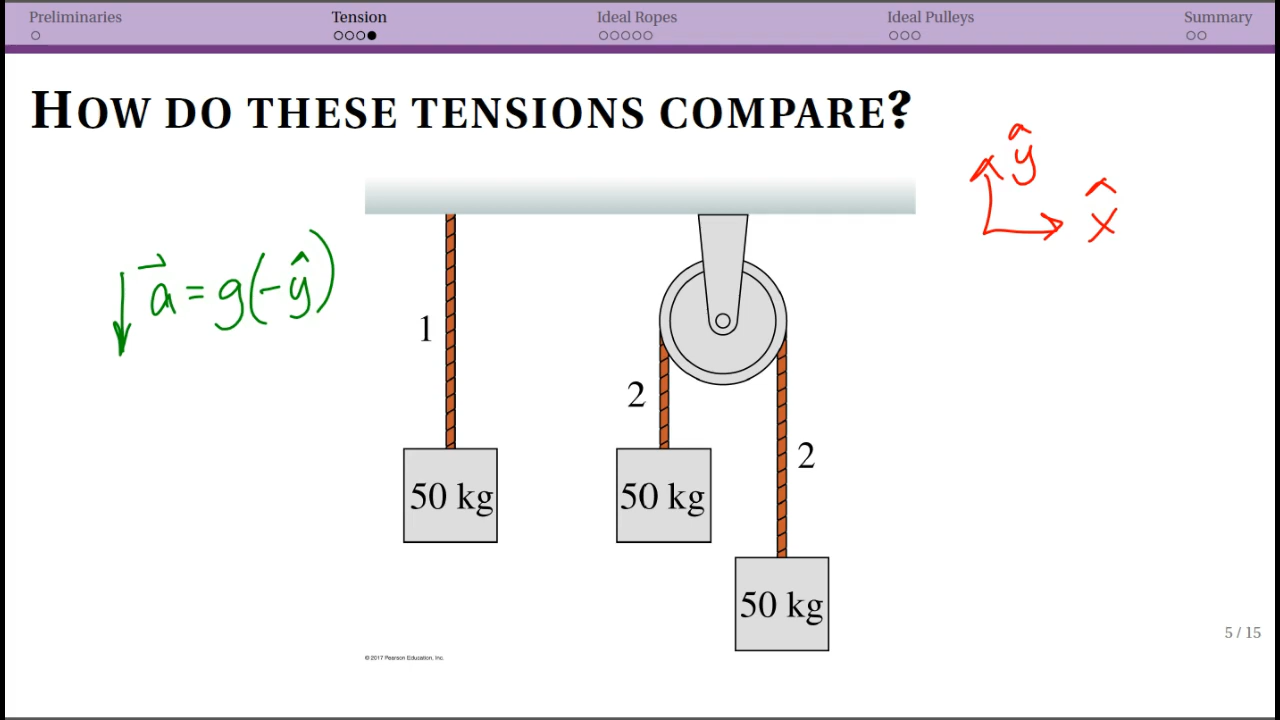 Preliminaries Tension Ideal Ropes Ideal Pulleys Summary
HOW DO THESE TENSIONS COMPARE?
ŷ
x̂
a⃗ = g(-ŷ)
1
2
2
50 kg
50 kg
50 kg
5 / 15
© 2017 Pearson Education, Inc.